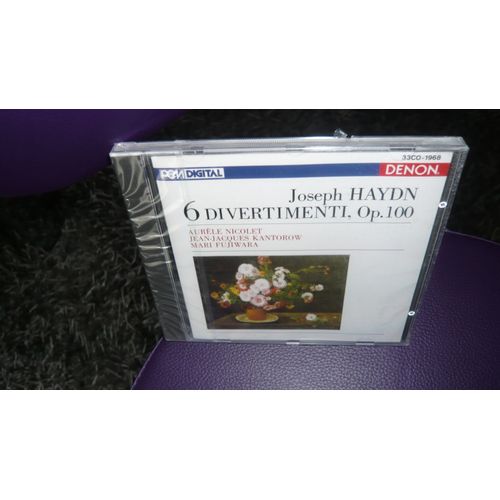 33CO-1968
PCM DIGITAL
DENON
Joseph HAYDN
6 DIVERTIMENTI, Op.100
AURÈLE NICOLET
JEAN-JACQUES KANTOROW
MARI FUJIWARA